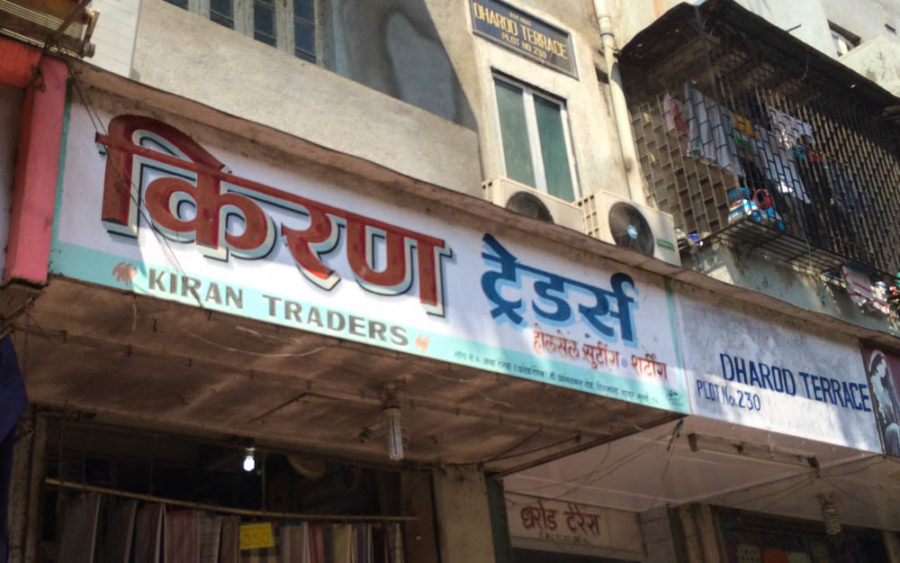 DHAROD TERRACE
PLOT NO 230
किरण ट्रेडर्स
KIRAN TRADERS
होलसेल सुटींग शर्टींग
DHAROD TERRACE
PLOT No. 230
धरोड टेरेस